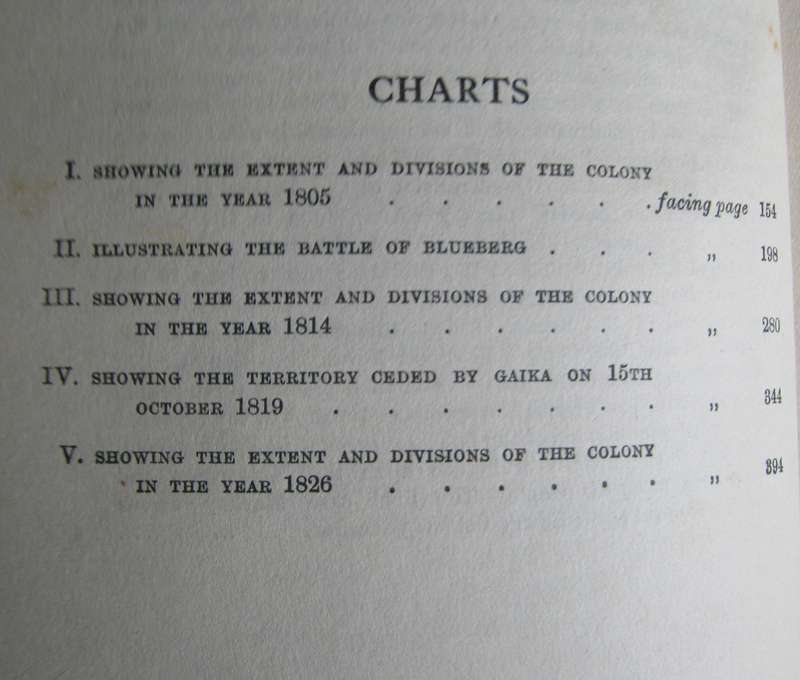 CHARTS
I. SHOWING THE EXTENT AND DIVISIONS OF THE COLONY
IN THE YEAR 1805 . . . . . . facing page 154
II. ILLUSTRATING THE BATTLE OF BLUEBERG . . . „ 198
III. SHOWING THE EXTENT AND DIVISIONS OF THE COLONY
IN THE YEAR 1814 . . . . . . „ 280
IV. SHOWING THE TERRITORY CEDED BY GAIKA ON 15TH
OCTOBER 1819 . . . . . . . „ 344
V. SHOWING THE EXTENT AND DIVISIONS OF THE COLONY
IN THE YEAR 1826 . . . . . . „ 394